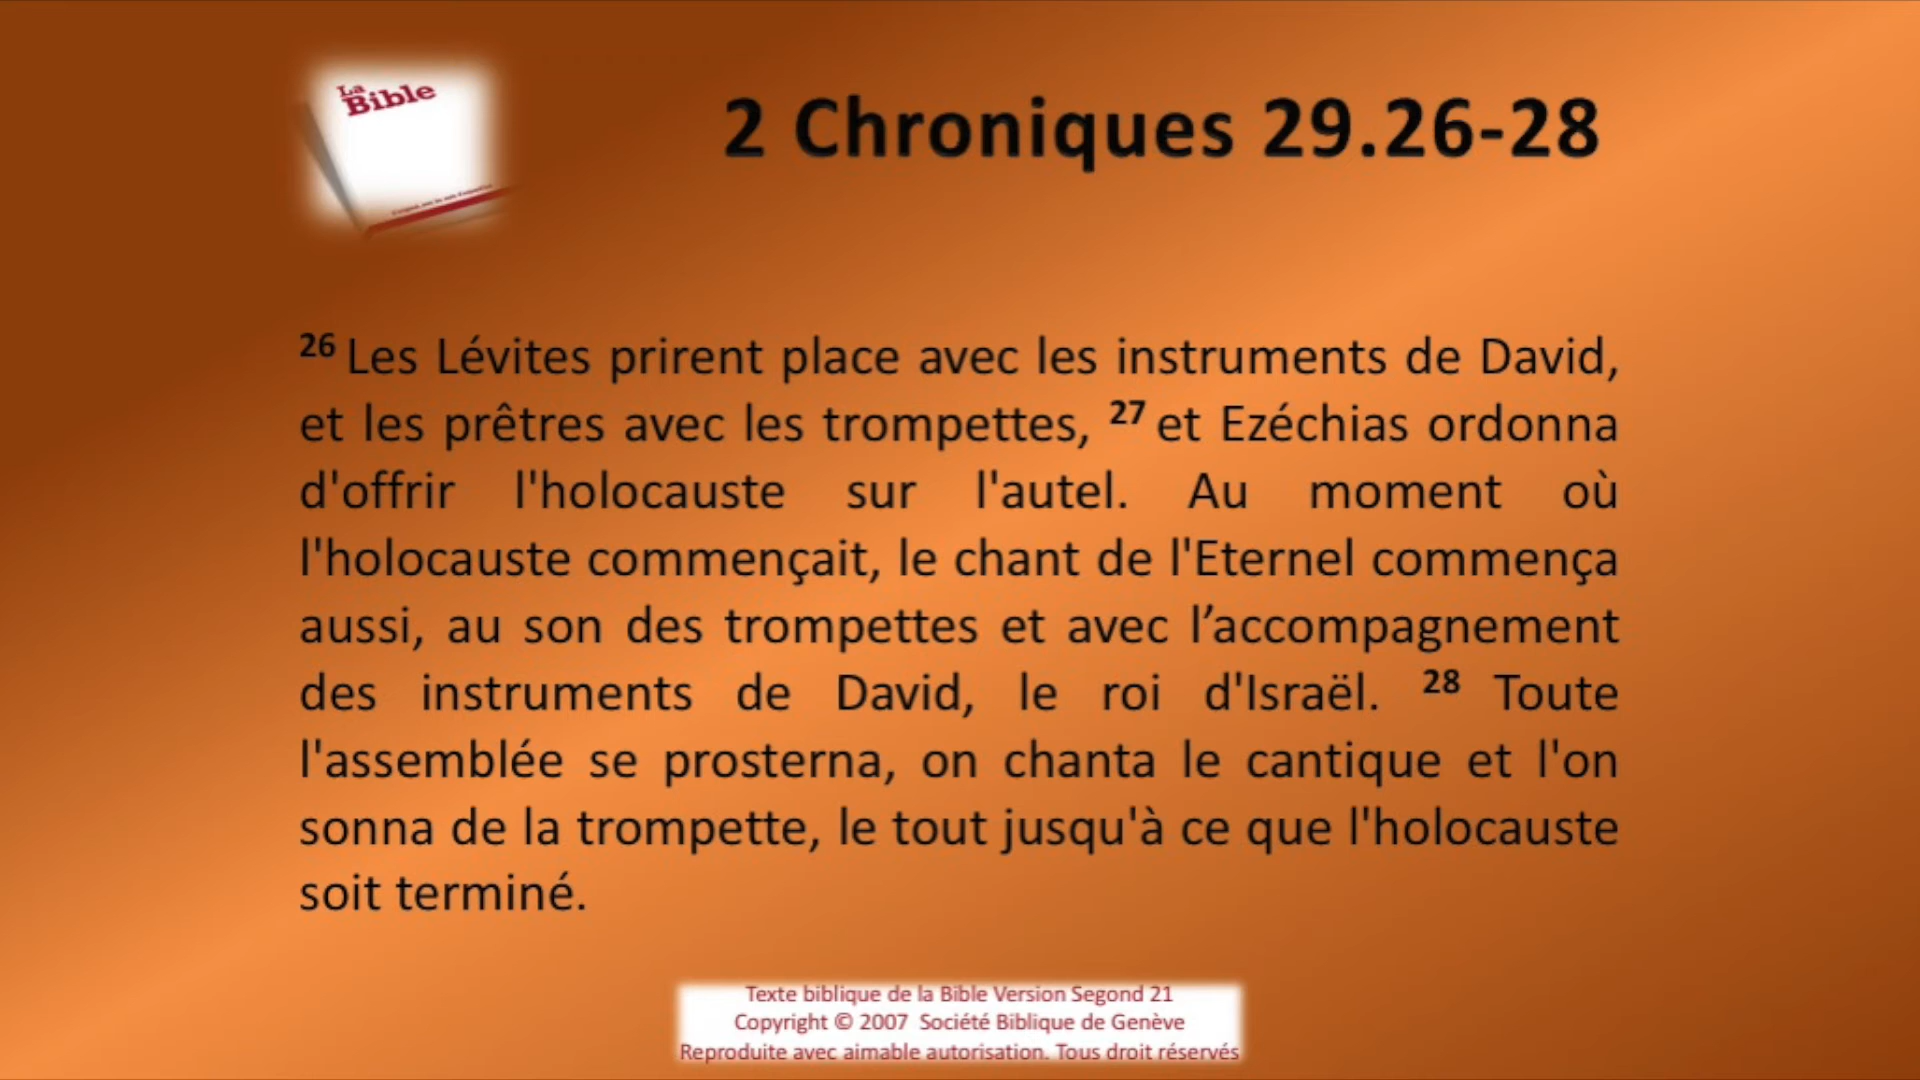 La
Bible
2 Chroniques 29.26-28
26 Les Lévites prirent place avec les instruments de David,
et les prêtres avec les trompettes, 27 et Ezéchias ordonna
d'offrir l'holocauste sur l'autel. Au moment où
l'holocauste commençait, le chant de l'Eternel commença
aussi, au son des trompettes et avec l’accompagnement
des instruments de David, le roi d'Israël. 28 Toute
l'assemblée se prosterna, on chanta le cantique et l'on
sonna de la trompette, le tout jusqu'à ce que l'holocauste
soit terminé.
Texte biblique de la Bible Version Segond 21
Copyright © 2007 Société Biblique de Genève
Reproduite avec aimable autorisation. Tous droit réservés